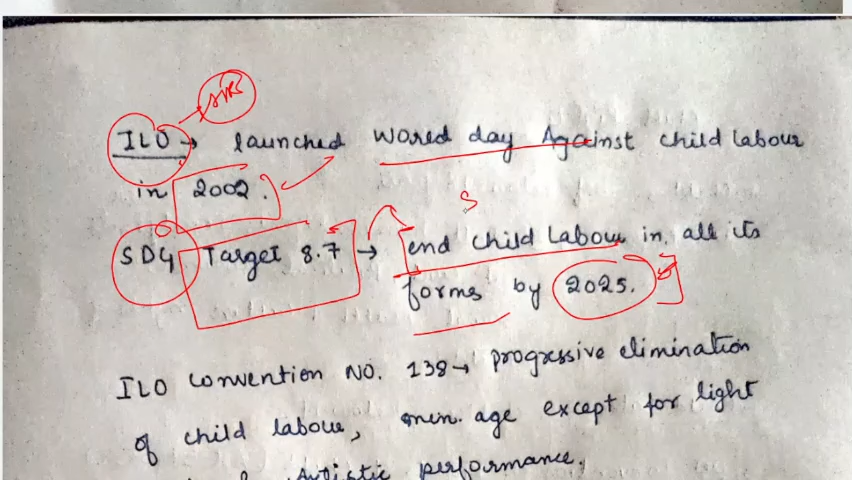 ILO → launched World day Against child labour
in 2002.
SDG Target 8.7 → end child labour in all its
forms by 2025.
ILO convention NO. 138 → progressive elimination
of child labour, min. age except for light
Artistic performance.